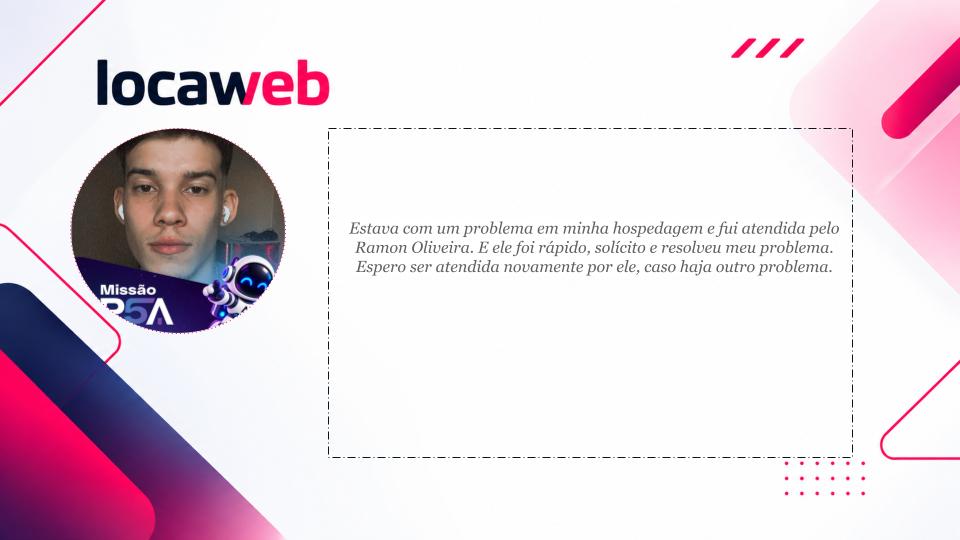 locaweb
Estava com um problema em minha hospedagem e fui atendida pelo
Ramon Oliveira. E ele foi rápido, solícito e resolveu meu problema.
Espero ser atendida novamente por ele, caso haja outro problema.
Missão
R5A